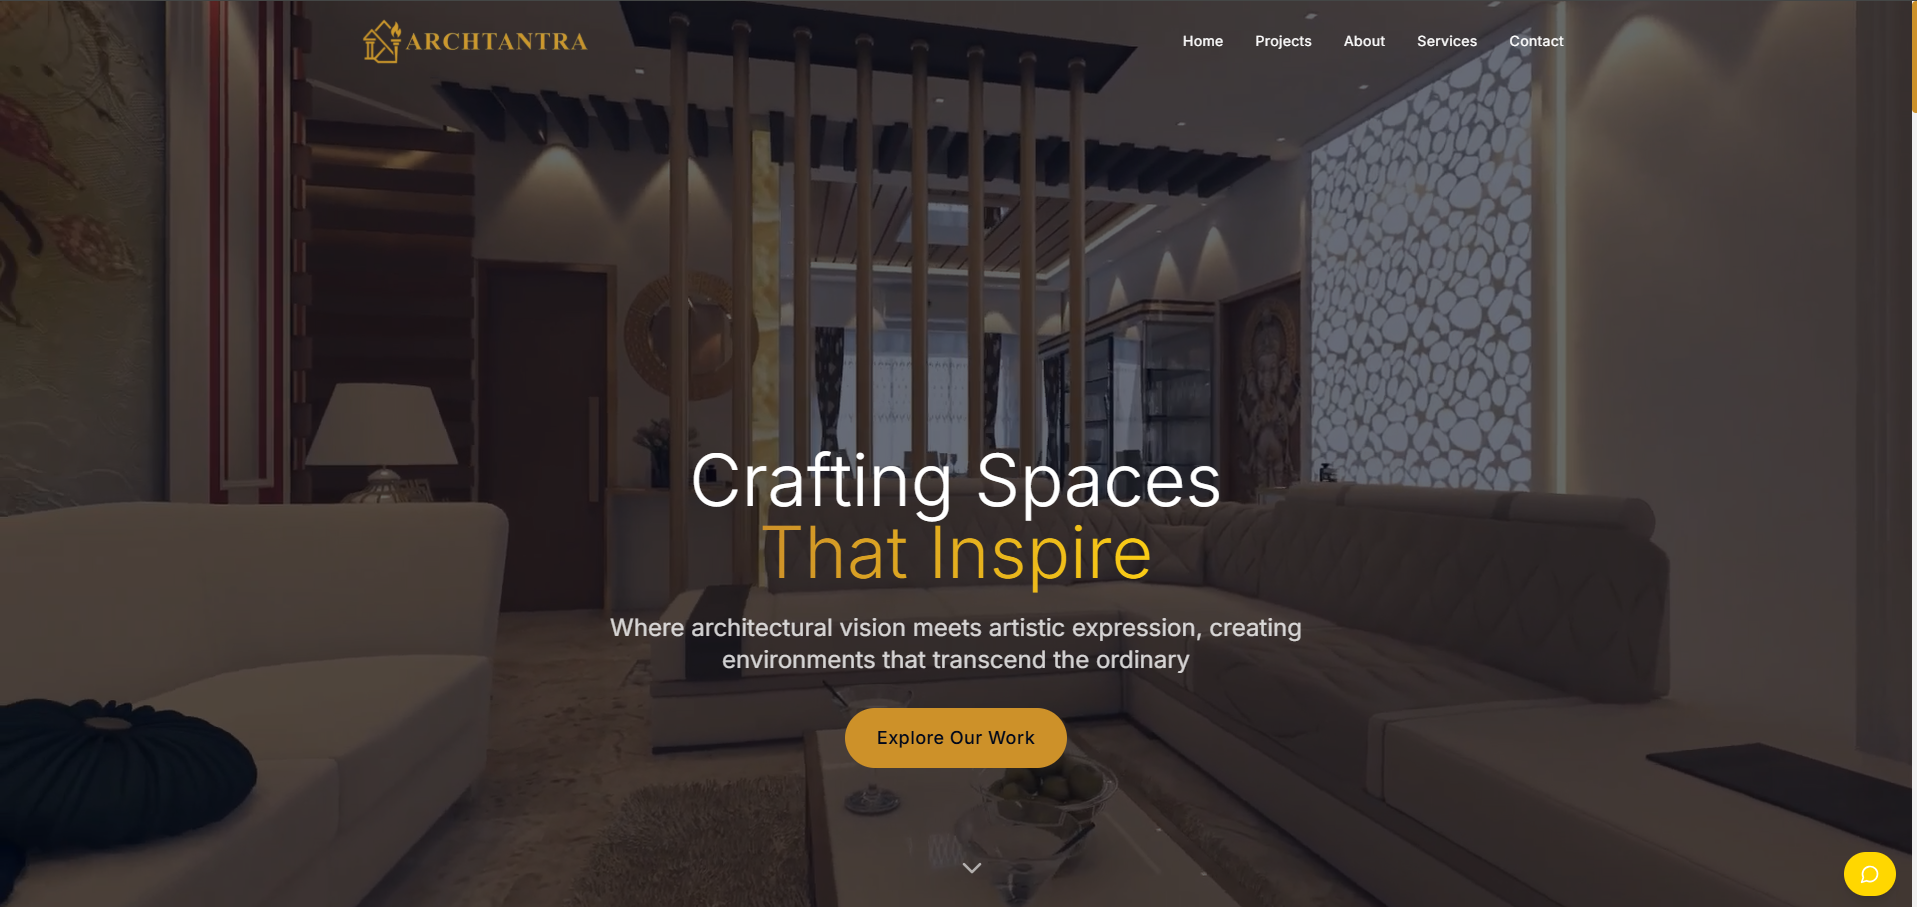 ARCHTANTRA
Home Projects About Services Contact
Crafting Spaces
That Inspire
Where architectural vision meets artistic expression, creating
environments that transcend the ordinary
Explore Our Work